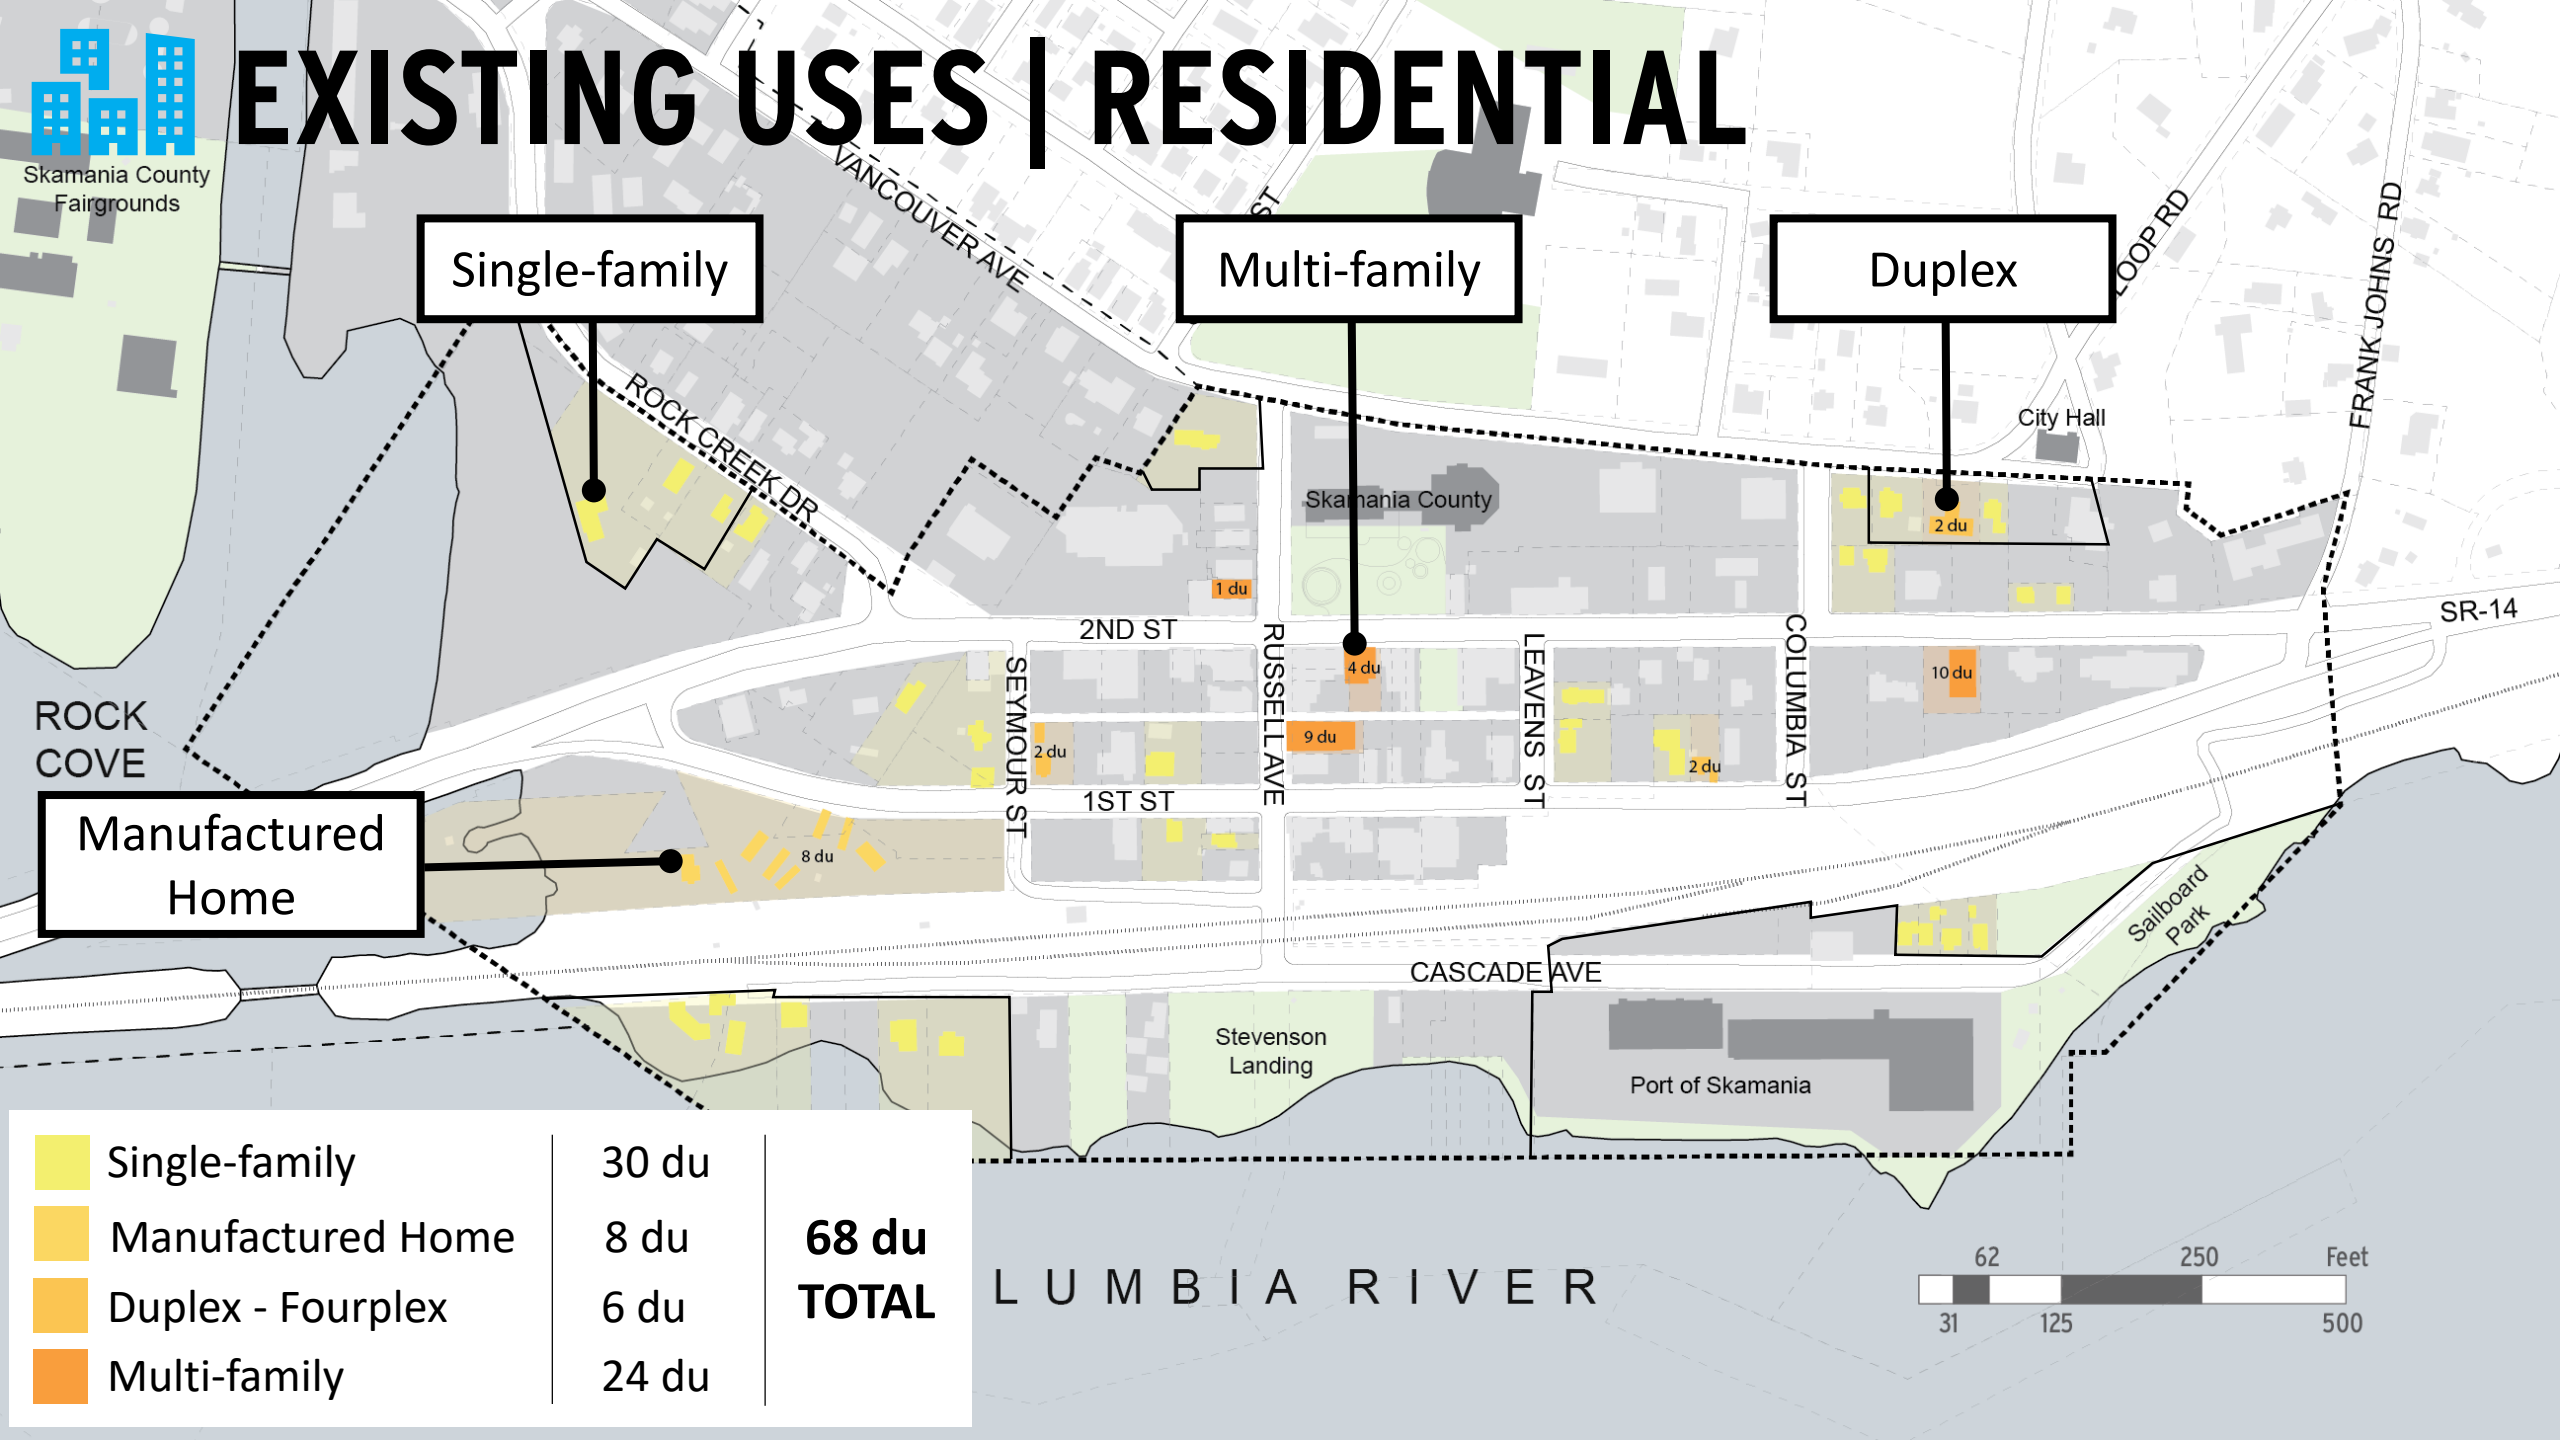 EXISTING USES | RESIDENTIAL
Skamania County
Fairgrounds
VANCOUVER AVE
ST
LOOP RD
FRANK JOHNS RD
Single-family
Multi-family
Duplex
ROCK CREEK DR
City Hall
Skamania County
2 du
1 du
2ND ST
SR-14
SEYMOUR ST
RUSSELL AVE
LEAVENS ST
COLUMBIA ST
4 du
10 du
ROCK
COVE
9 du
2 du
2 du
1ST ST
Manufactured
Home
8 du
Sailboard
Park
CASCADE AVE
Stevenson
Landing
Port of Skamania
Single-family 30 du
Manufactured Home 8 du
Duplex - Fourplex 6 du
Multi-family 24 du
68 du
TOTAL
LUMBIA RIVER
62 250 Feet
31 125 500